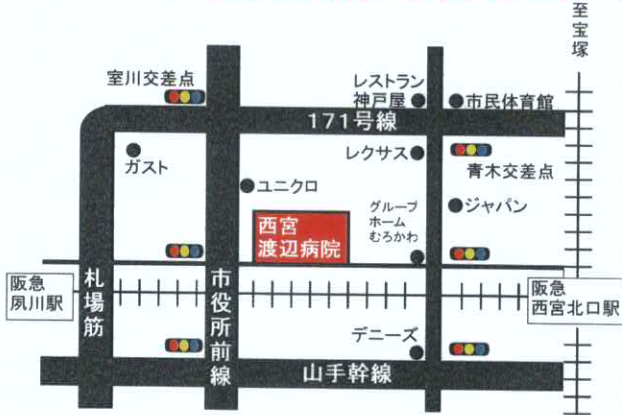 至宝塚
室川交差点
レストラン
神戸屋
市民体育館
171号線
ガスト
レクサス
青木交差点
ユニクロ
グループ
ホーム
むろかわ
ジャパン
西宮
渡辺病院
阪急
夙川駅
札場筋
市役所前線
阪急
西宮北口駅
デニーズ
山手幹線